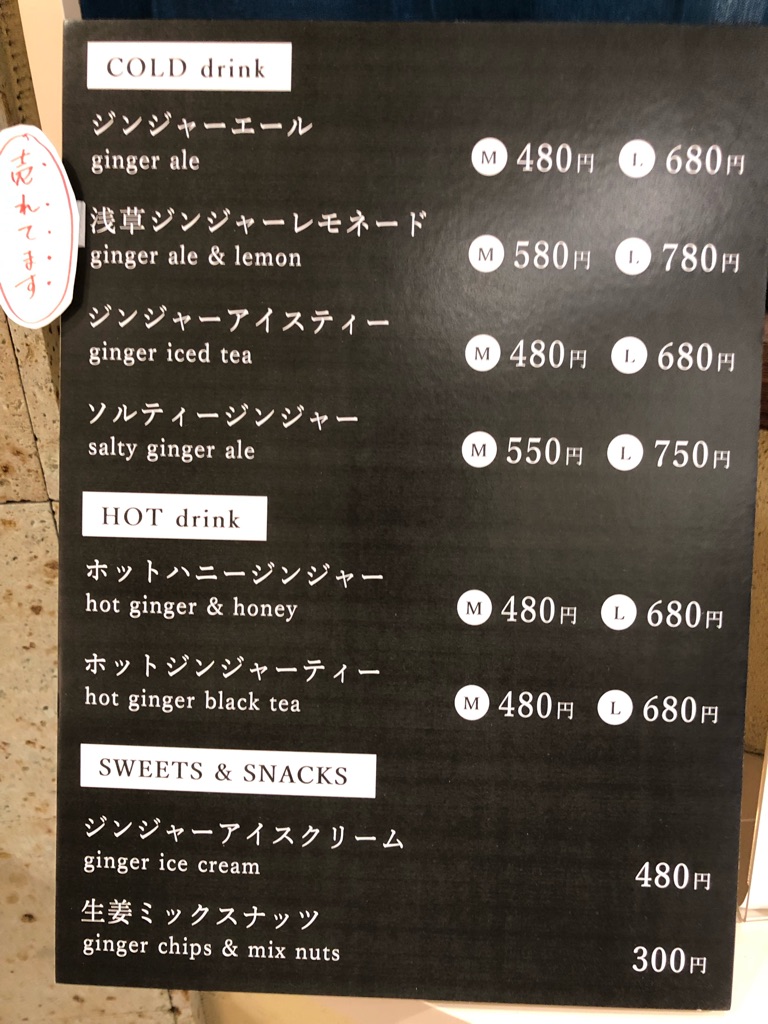 COLD drink
ジンジャーエール
ginger ale
M 480円 L 680円
売れてます
浅草ジンジャーレモネード
ginger ale & lemon
M 580円 L 780円
ジンジャーアイスティー
ginger iced tea
M 480円 L 680円
ソルティージンジャー
salty ginger ale
M 550円 L 750円
HOT drink
ホットハニージンジャー
hot ginger & honey
M 480円 L 680円
ホットジンジャーティー
hot ginger black tea
M 480円 L 680円
SWEETS & SNACKS
ジンジャーアイスクリーム
ginger ice cream
480円
生姜ミックスナッツ
ginger chips & mix nuts
300円